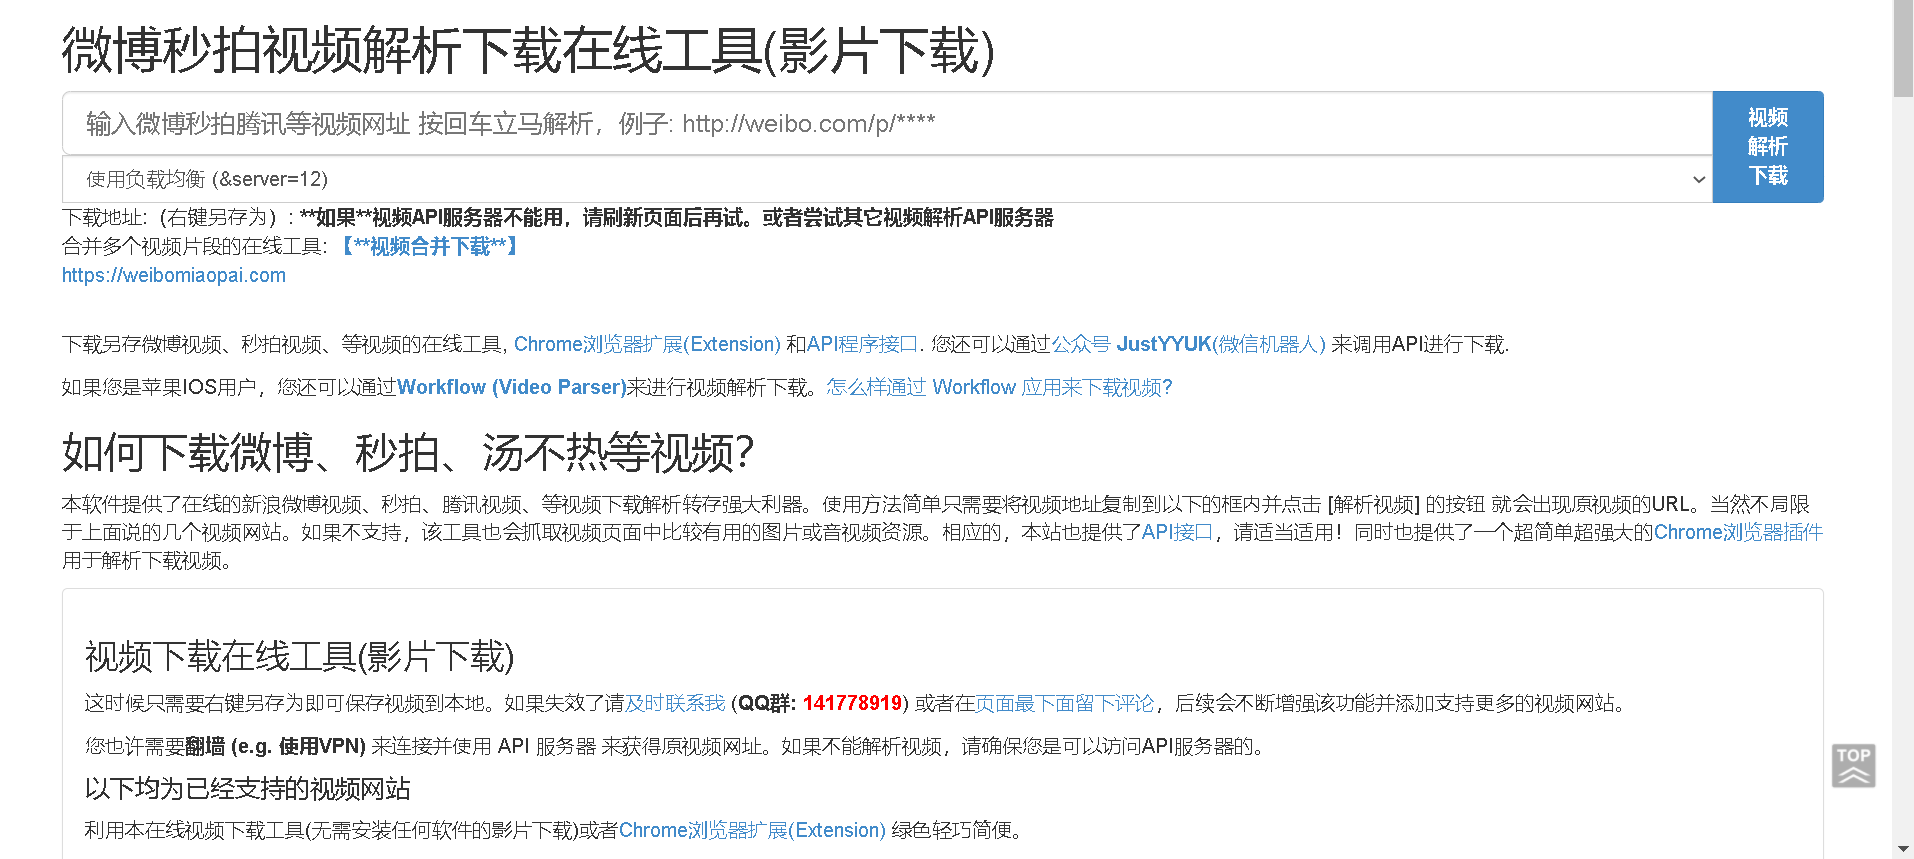 微博秒拍视频解析下载在线工具(影片下载)
输入微博秒拍腾讯等视频网址 按回车立马解析，例子: http://weibo.com/p/****
视频
解析
下载
使用负载均衡 (&server=12)
下载地址:（右键另存为）: **如果**视频API服务器不能用，请刷新页面后再试。或者尝试其它视频解析API服务器
合并多个视频片段的在线工具: 【**视频合并下载**】
https://weibomiaopai.com
下载另存微博视频、秒拍视频、等视频的在线工具, Chrome浏览器扩展(Extension) 和API程序接口. 您还可以通过公众号 JustYYUK(微信机器人) 来调用API进行下载.
如果您是苹果IOS用户，您还可以通过Workflow (Video Parser)来进行视频解析下载。怎么样通过 Workflow 应用来下载视频?
如何下载微博、秒拍、汤不热等视频?
本软件提供了在线的新浪微博视频、秒拍、腾讯视频、等视频下载解析转存强大利器。使用方法简单只需要将视频地址复制到以下的框内并点击 [解析视频] 的按钮 就会出现原视频的URL。当然不局限
于上面说的几个视频网站。如果不支持，该工具也会抓取视频页面中比较有用的图片或音视频资源。相应的，本站也提供了API接口，请适当适用！同时也提供了一个超简单超强大的Chrome浏览器插件
用于解析下载视频。
视频下载在线工具(影片下载)
这时候只需要右键另存为即可保存视频到本地。如果失效了请及时联系我 (QQ群: 141778919) 或者在页面最下面留下评论，后续会不断增强该功能并添加支持更多的视频网站。
您也许需要翻墙 (e.g. 使用VPN) 来连接并使用 API 服务器 来获得原视频网址。如果不能解析视频，请确保您是可以访问API服务器的。
TOP
以下均为已经支持的视频网站
利用本在线视频下载工具(无需安装任何软件的影片下载)或者Chrome浏览器扩展(Extension) 绿色轻巧简便。